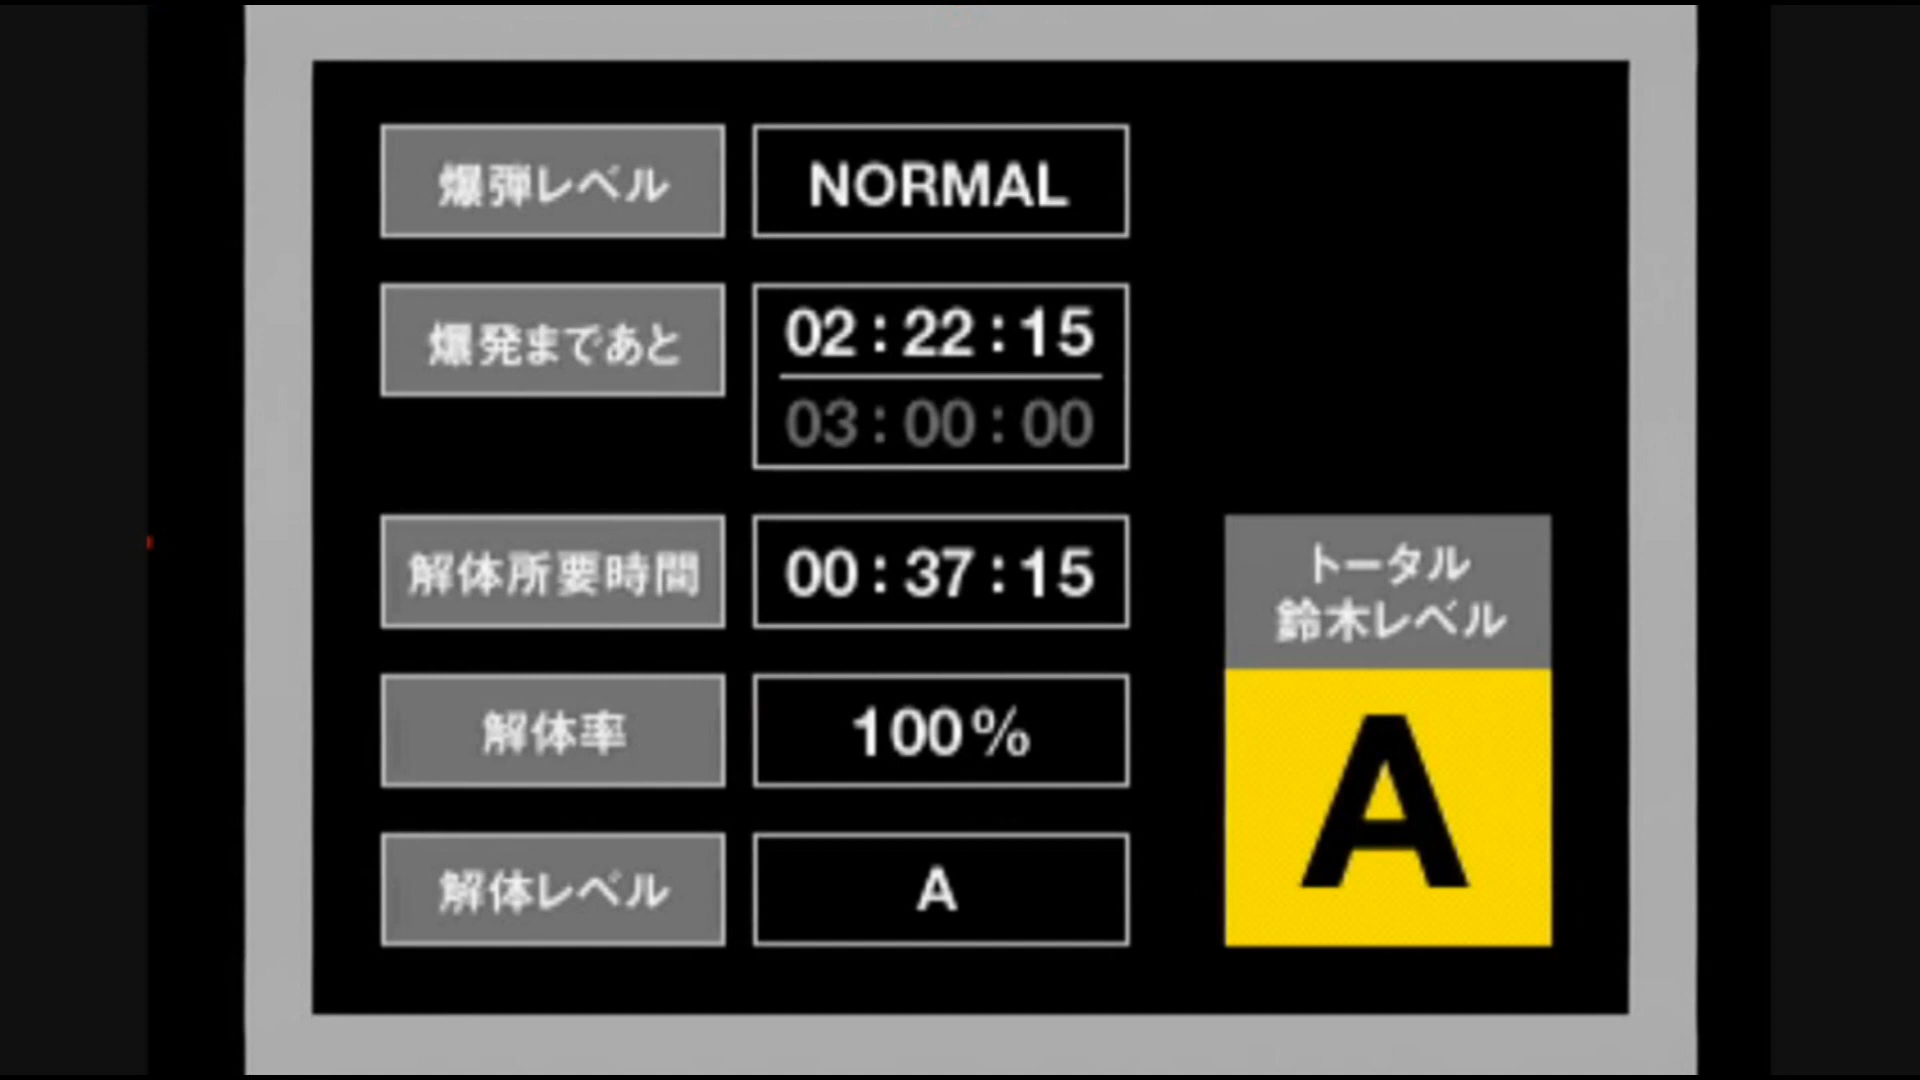 爆弾レベル
NORMAL
爆発まであと
02:22:15
03:00:00
解体所要時間
00:37:15
解体率
100%
解体レベル
A
トータル
鈴木レベル
A